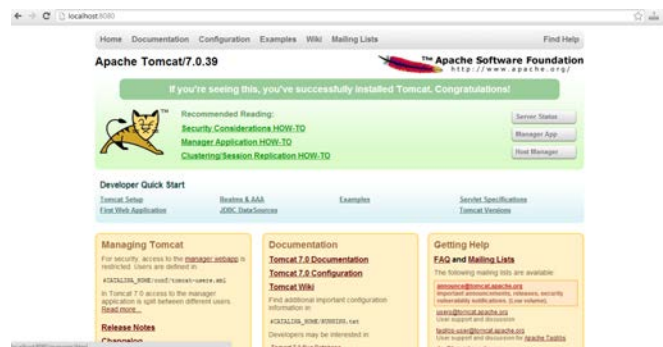 localhost:8080
Home Documentation Configuration Examples Wiki Mailing Lists Find Help
Apache Tomcat/7.0.39
The Apache Software Foundation
http://www.apache.org/
If you're seeing this, you've successfully installed Tomcat. Congratulations!
TM
Recommended Reading:
Security Considerations HOW-TO
Manager Application HOW-TO
Clustering/Session Replication HOW-TO
Server Status
Manager App
Host Manager
Developer Quick Start
Tomcat Setup
First Web Application
Realms & AAA
JDBC DataSources
Examples
Servlet Specifications
Tomcat Versions
Managing Tomcat
For security, access to the manager webapp is
restricted. Users are defined in:
$CATALINA_HOME/conf/tomcat-users.xml
In Tomcat 7.0 access to the manager
application is split between different users.
Read more...
Release Notes
Changelog
Documentation
Tomcat 7.0 Documentation
Tomcat 7.0 Configuration
Tomcat Wiki
Find additional important configuration
information in:
$CATALINA_HOME/RUNNING.txt
Developers may be interested in
Getting Help
FAQ and Mailing Lists
The following mailing lists are available:
announce@tomcat.apache.org
Important announcements, releases, security
vulnerability notifications. (Low volume).
users@tomcat.apache.org
User support and discussion
taglibs-user@tomcat.apache.org
User support and discussion for Apache Taglibs